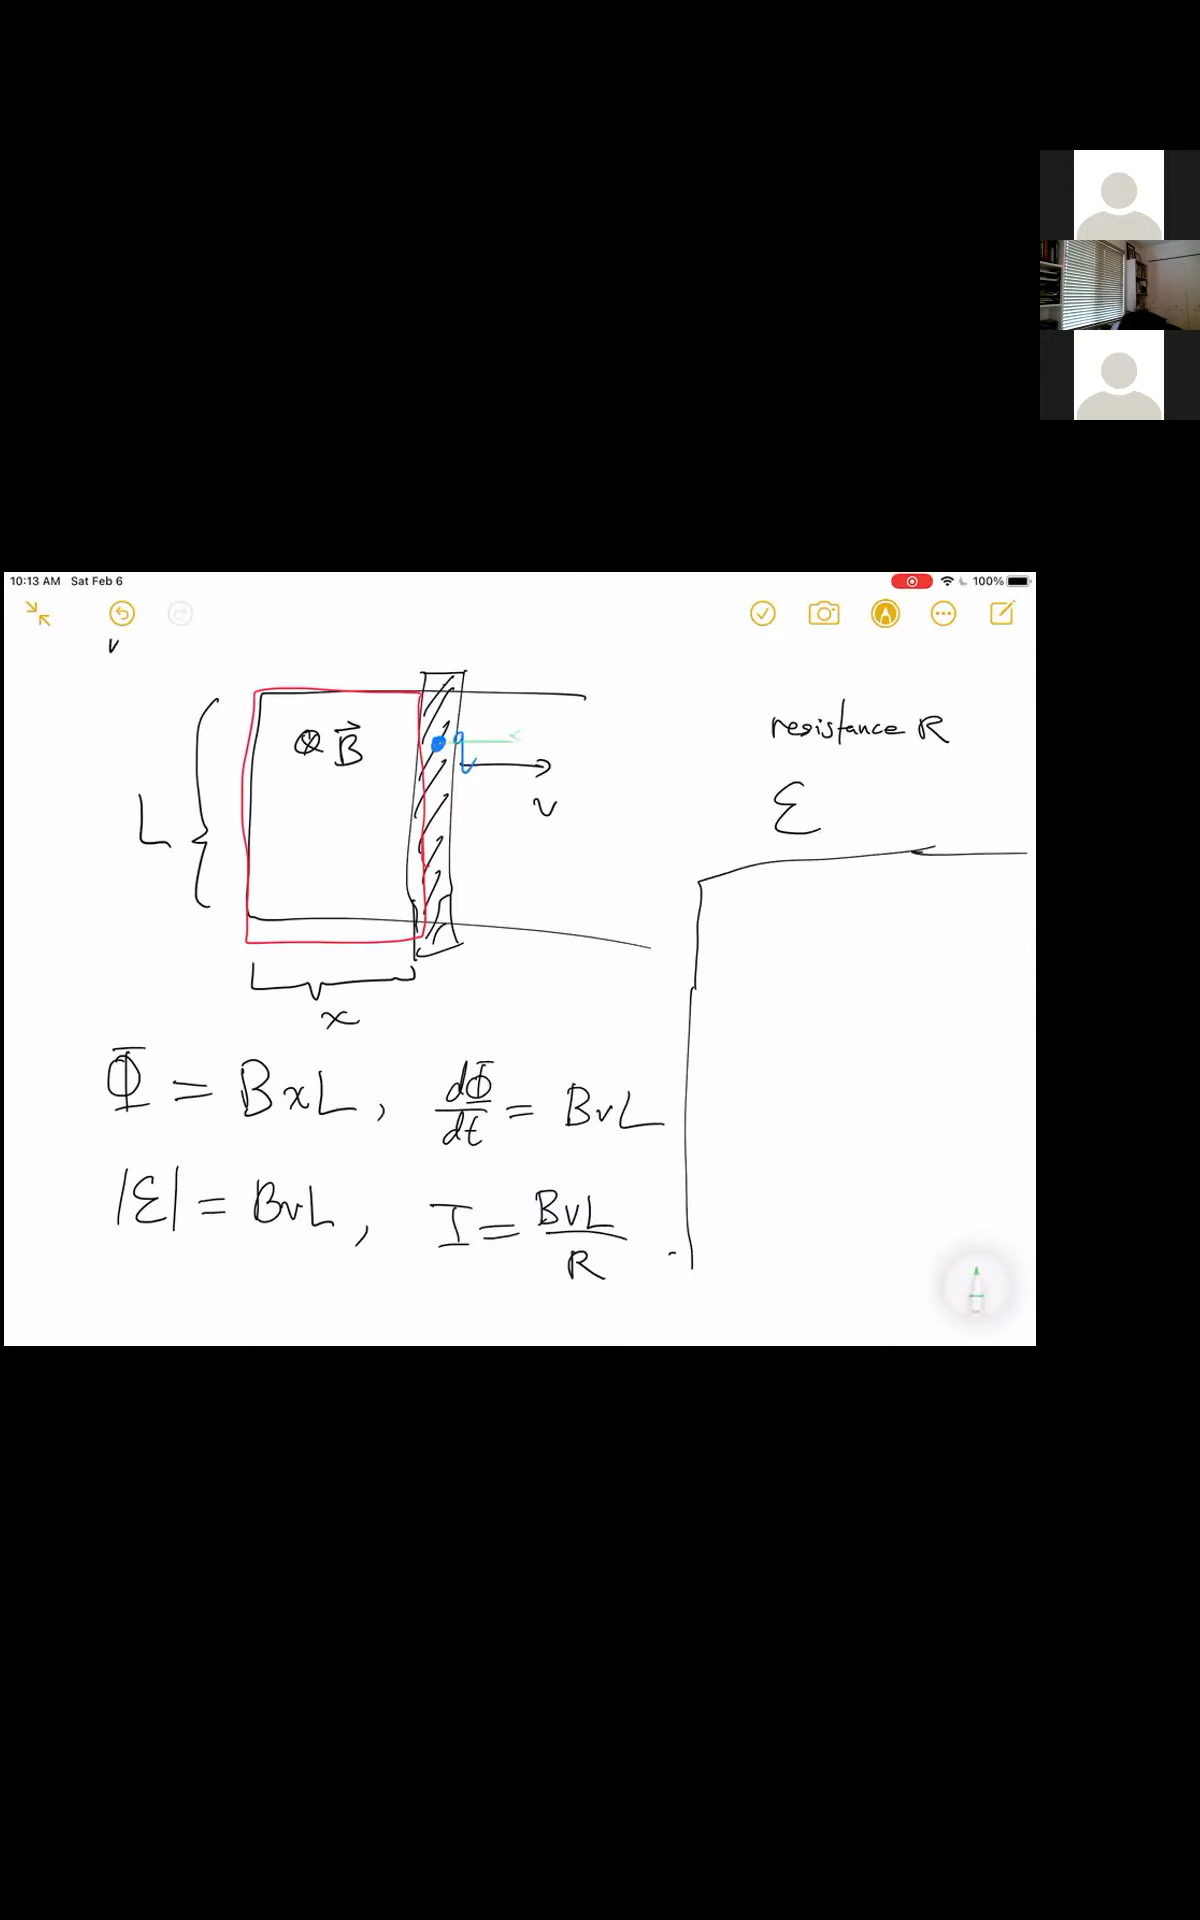 10:13 AM Sat Feb 6
100%
v
⊗ B⃗
q
v
L
x
resistance R
ℰ
Φ = BxL, dΦ/dt = BvL
|ℰ| = BvL, I = BvL/R